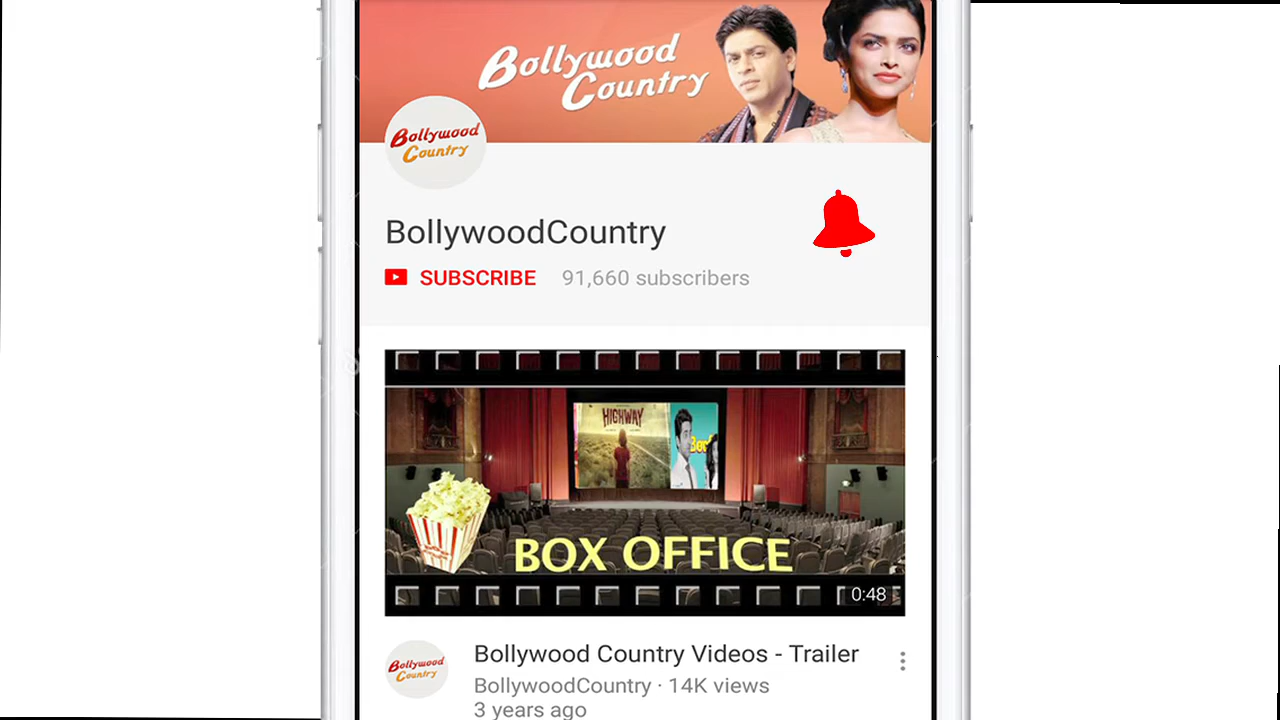 Bollywood
Country
Bollywood
Country
BollywoodCountry
SUBSCRIBE 91,660 subscribers
HIGHWAY
BOX OFFICE
0:48
Bollywood
Country
Bollywood Country Videos - Trailer
BollywoodCountry · 14K views
3 years ago